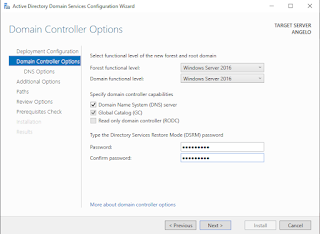 Active Directory Domain Services Configuration Wizard
Domain Controller Options
TARGET SERVER
ANGELO
Deployment Configuration
Domain Controller Options
DNS Options
Additional Options
Paths
Review Options
Prerequisites Check
Installation
Results
Select functional level of the new forest and root domain
Forest functional level:
Windows Server 2016
Domain functional level:
Windows Server 2016
Specify domain controller capabilities
Domain Name System (DNS) server
Global Catalog (GC)
Read only domain controller (RODC)
Type the Directory Services Restore Mode (DSRM) password
Password:
•••••••••
Confirm password:
•••••••••
More about domain controller options
< Previous
Next >
Install
Cancel